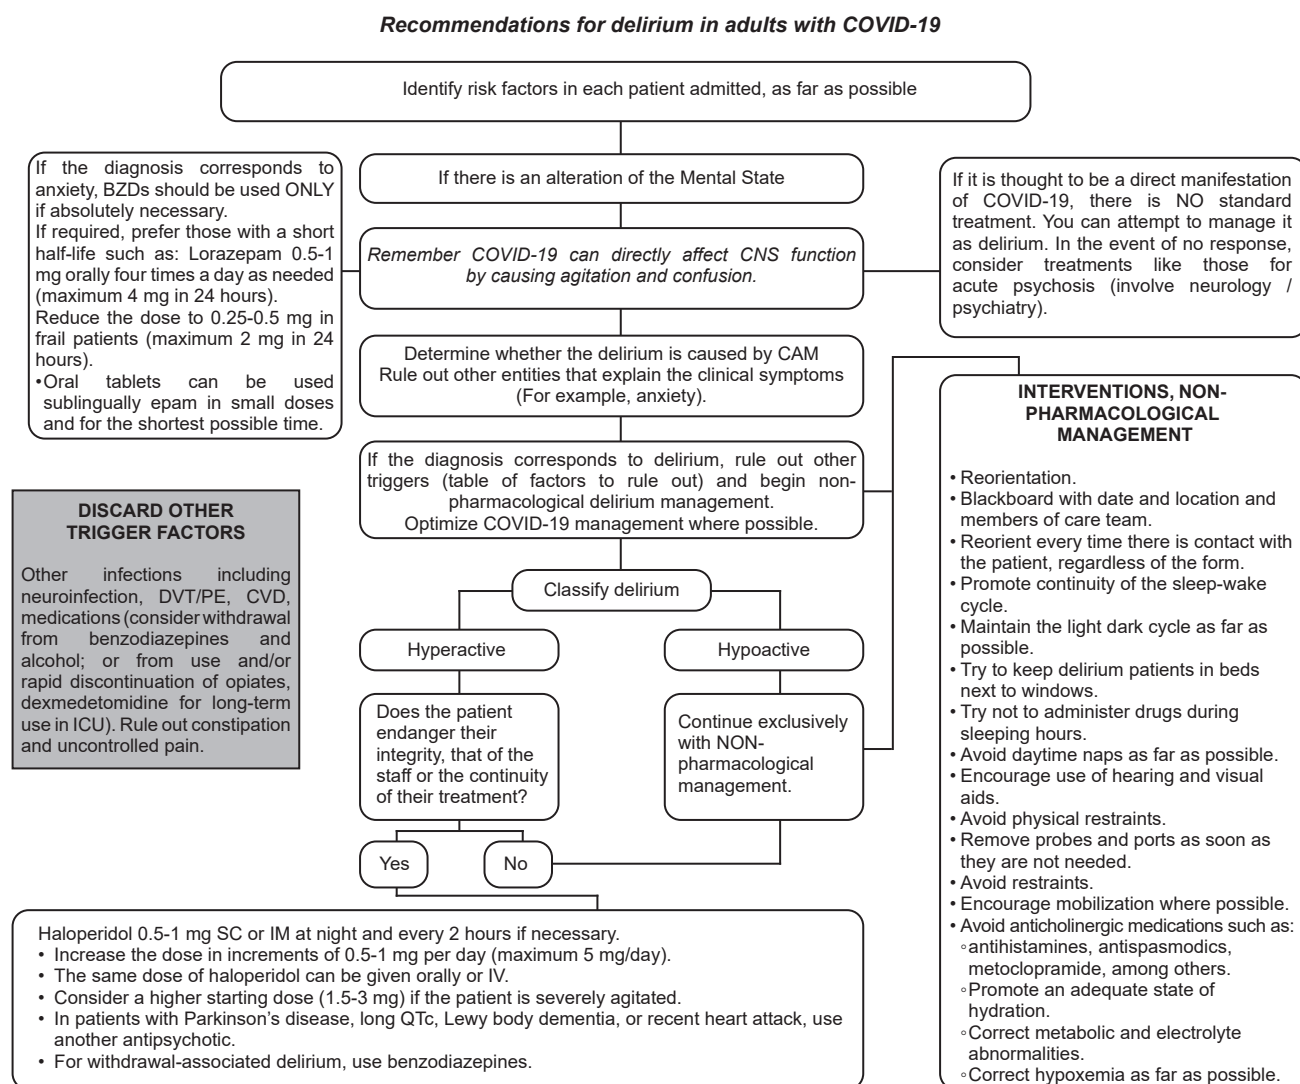 Recommendations for delirium in adults with COVID-19
Identify risk factors in each patient admitted, as far as possible
If the diagnosis corresponds to
anxiety, BZDs should be used ONLY
if absolutely necessary.
If required, prefer those with a short
half-life such as: Lorazepam 0.5-1
mg orally four times a day as needed
(maximum 4 mg in 24 hours).
Reduce the dose to 0.25-0.5 mg in
frail patients (maximum 2 mg in 24
hours).
•Oral tablets can be used
sublingually epam in small doses
and for the shortest possible time.
If there is an alteration of the Mental State
Remember COVID-19 can directly affect CNS function
by causing agitation and confusion.
If it is thought to be a direct manifestation
of COVID-19, there is NO standard
treatment. You can attempt to manage it
as delirium. In the event of no response,
consider treatments like those for
acute psychosis (involve neurology /
psychiatry).
Determine whether the delirium is caused by CAM
Rule out other entities that explain the clinical symptoms
(For example, anxiety).
If the diagnosis corresponds to delirium, rule out other
triggers (table of factors to rule out) and begin non-
pharmacological delirium management.
Optimize COVID-19 management where possible.
DISCARD OTHER
TRIGGER FACTORS
Other infections including
neuroinfection, DVT/PE, CVD,
medications (consider withdrawal
from benzodiazepines and
alcohol; or from use and/or
rapid discontinuation of opiates,
dexmedetomidine for long-term
use in ICU). Rule out constipation
and uncontrolled pain.
Classify delirium
Hyperactive
Hypoactive
Does the patient
endanger their
integrity, that of the
staff or the continuity
of their treatment?
Continue exclusively
with NON-
pharmacological
management.
Yes
No
Haloperidol 0.5-1 mg SC or IM at night and every 2 hours if necessary.
• Increase the dose in increments of 0.5-1 mg per day (maximum 5 mg/day).
• The same dose of haloperidol can be given orally or IV.
• Consider a higher starting dose (1.5-3 mg) if the patient is severely agitated.
• In patients with Parkinson's disease, long QTc, Lewy body dementia, or recent heart attack, use
another antipsychotic.
• For withdrawal-associated delirium, use benzodiazepines.
INTERVENTIONS, NON-
PHARMACOLOGICAL
MANAGEMENT
• Reorientation.
• Blackboard with date and location and
members of care team.
• Reorient every time there is contact with
the patient, regardless of the form.
• Promote continuity of the sleep-wake
cycle.
• Maintain the light dark cycle as far as
possible.
• Try to keep delirium patients in beds
next to windows.
• Try not to administer drugs during
sleeping hours.
• Avoid daytime naps as far as possible.
• Encourage use of hearing and visual
aids.
• Avoid physical restraints.
• Remove probes and ports as soon as
they are not needed.
• Avoid restraints.
• Encourage mobilization where possible.
• Avoid anticholinergic medications such as:
◦antihistamines, antispasmodics,
metoclopramide, among others.
◦Promote an adequate state of
hydration.
◦Correct metabolic and electrolyte
abnormalities.
◦Correct hypoxemia as far as possible.